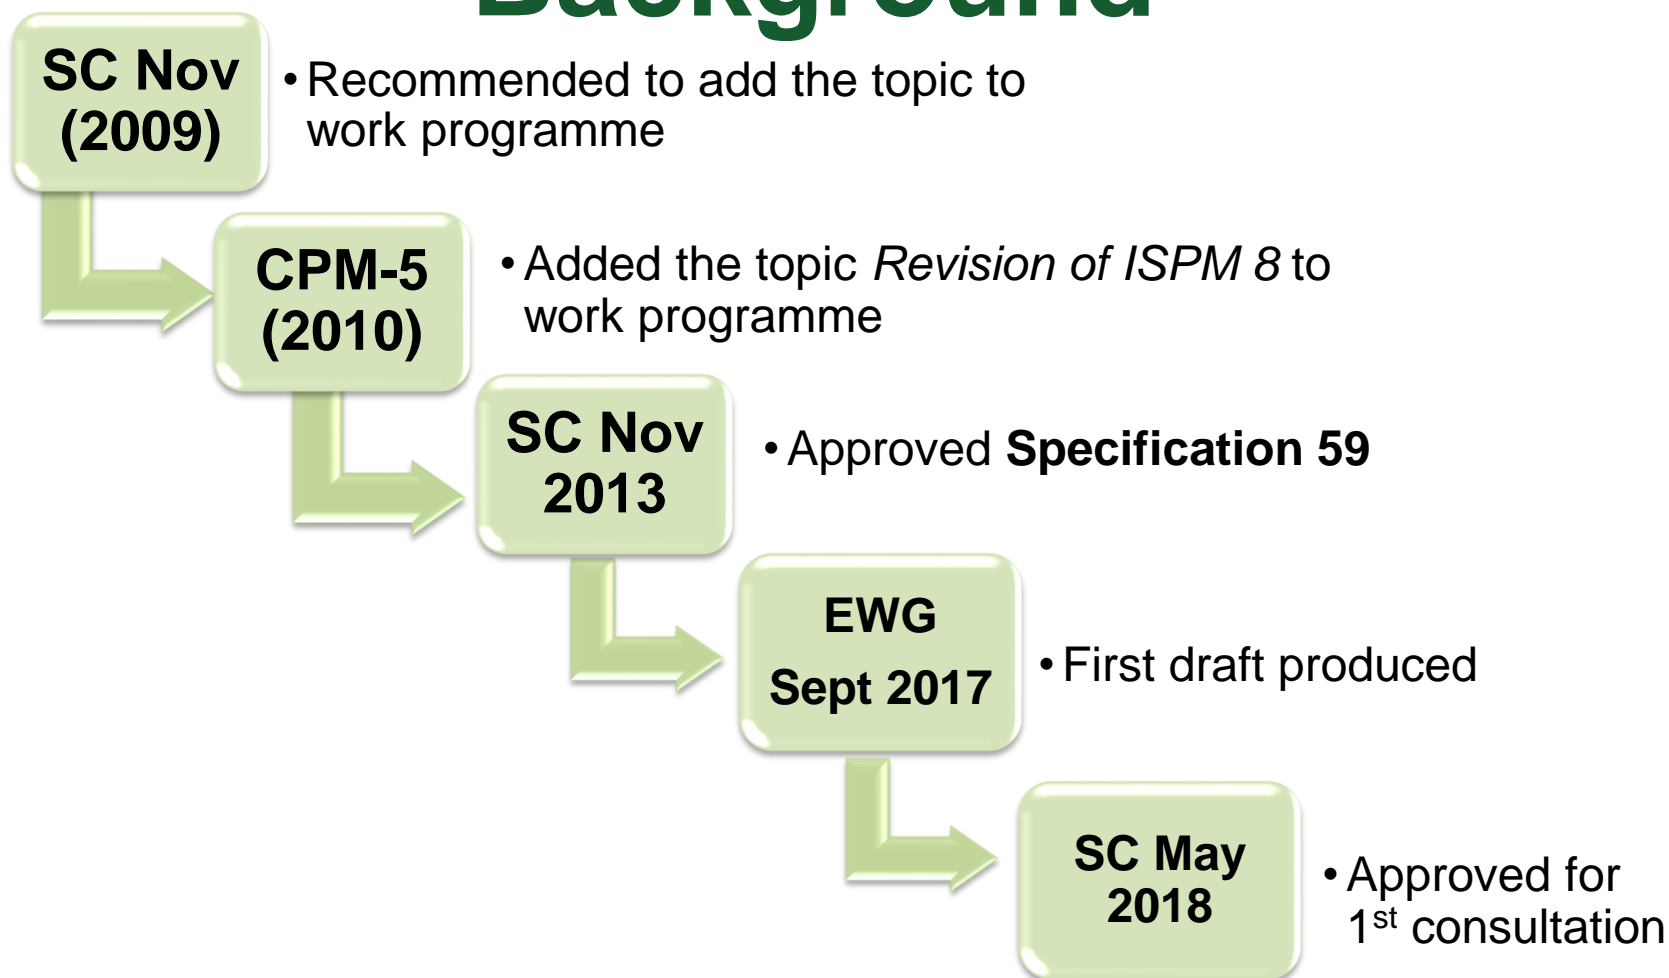 Background
SC Nov
(2009)
• Recommended to add the topic to
work programme
CPM-5
(2010)
• Added the topic Revision of ISPM 8 to
work programme
SC Nov
2013
• Approved Specification 59
EWG
Sept 2017
• First draft produced
SC May
2018
• Approved for
1st consultation